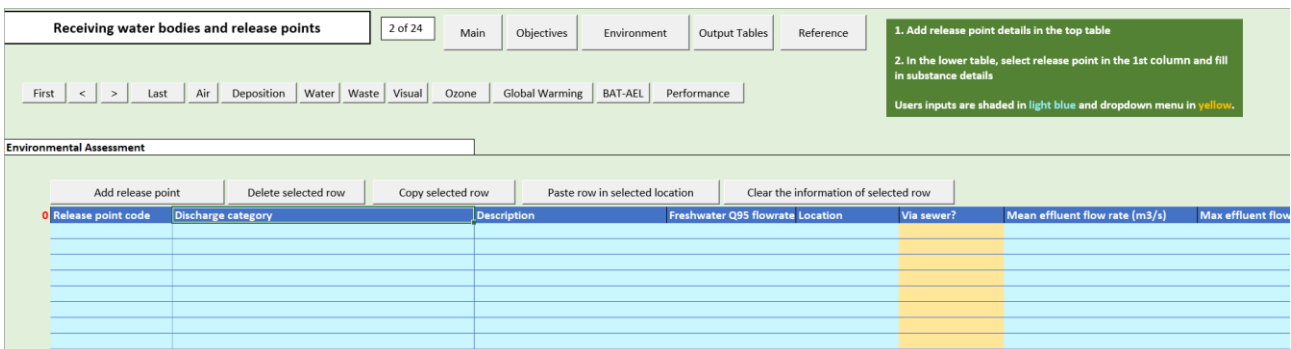 Receiving water bodies and release points
2 of 24
Main
Objectives
Environment
Output Tables
Reference
1. Add release point details in the top table
2. In the lower table, select release point in the 1st column and fill
in substance details
Users inputs are shaded in light blue and dropdown menu in yellow.
First
<
>
Last
Air
Deposition
Water
Waste
Visual
Ozone
Global Warming
BAT-AEL
Performance
Environmental Assessment
Add release point
Delete selected row
Copy selected row
Paste row in selected location
Clear the information of selected row
0 Release point code Discharge category Description Freshwater Q95 flowrate Location Via sewer? Mean effluent flow rate (m3/s) Max effluent flow